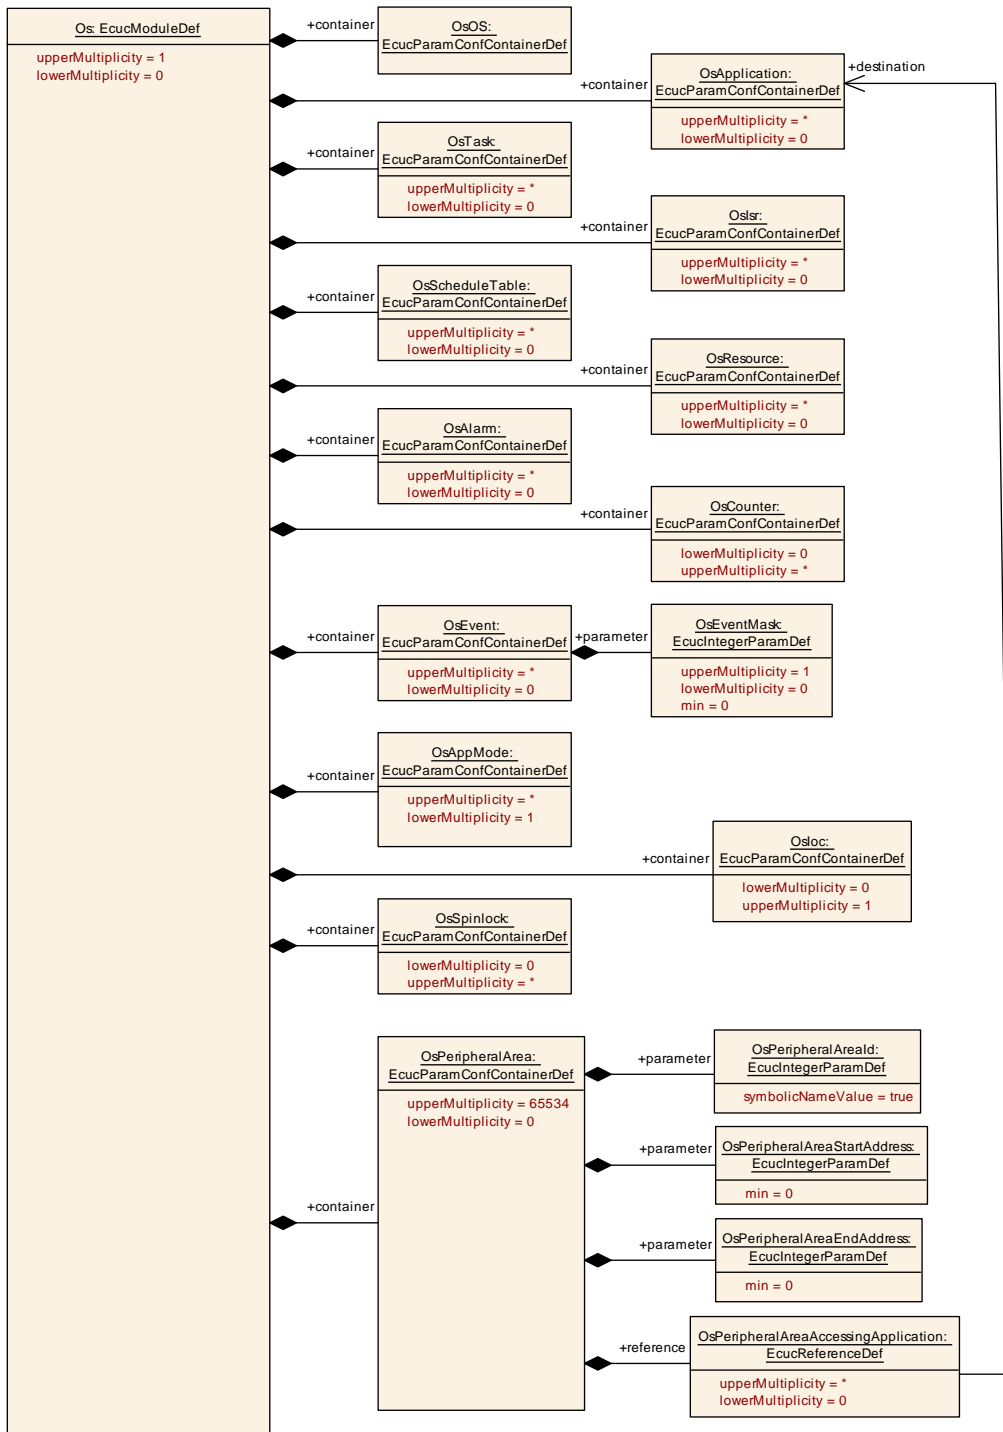 Os: EcucModuleDef
upperMultiplicity = 1
lowerMultiplicity = 0
+container
OsOS:
EcucParamConfContainerDef
+container
OsApplication:
EcucParamConfContainerDef
upperMultiplicity = *
lowerMultiplicity = 0
+destination
+container
OsTask:
EcucParamConfContainerDef
upperMultiplicity = *
lowerMultiplicity = 0
+container
OsIsr:
EcucParamConfContainerDef
upperMultiplicity = *
lowerMultiplicity = 0
+container
OsScheduleTable:
EcucParamConfContainerDef
upperMultiplicity = *
lowerMultiplicity = 0
+container
OsResource:
EcucParamConfContainerDef
upperMultiplicity = *
lowerMultiplicity = 0
+container
OsAlarm:
EcucParamConfContainerDef
upperMultiplicity = *
lowerMultiplicity = 0
+container
OsCounter:
EcucParamConfContainerDef
lowerMultiplicity = 0
upperMultiplicity = *
+container
OsEvent:
EcucParamConfContainerDef
upperMultiplicity = *
lowerMultiplicity = 0
+parameter
OsEventMask:
EcucIntegerParamDef
upperMultiplicity = 1
lowerMultiplicity = 0
min = 0
+container
OsAppMode:
EcucParamConfContainerDef
upperMultiplicity = *
lowerMultiplicity = 1
+container
OsIoc:
EcucParamConfContainerDef
lowerMultiplicity = 0
upperMultiplicity = 1
+container
OsSpinlock:
EcucParamConfContainerDef
lowerMultiplicity = 0
upperMultiplicity = *
+container
OsPeripheralArea:
EcucParamConfContainerDef
upperMultiplicity = 65534
lowerMultiplicity = 0
+parameter
OsPeripheralAreaId:
EcucIntegerParamDef
symbolicNameValue = true
+parameter
OsPeripheralAreaStartAddress:
EcucIntegerParamDef
min = 0
+parameter
OsPeripheralAreaEndAddress:
EcucIntegerParamDef
min = 0
+reference
OsPeripheralAreaAccessingApplication:
EcucReferenceDef
upperMultiplicity = *
lowerMultiplicity = 0